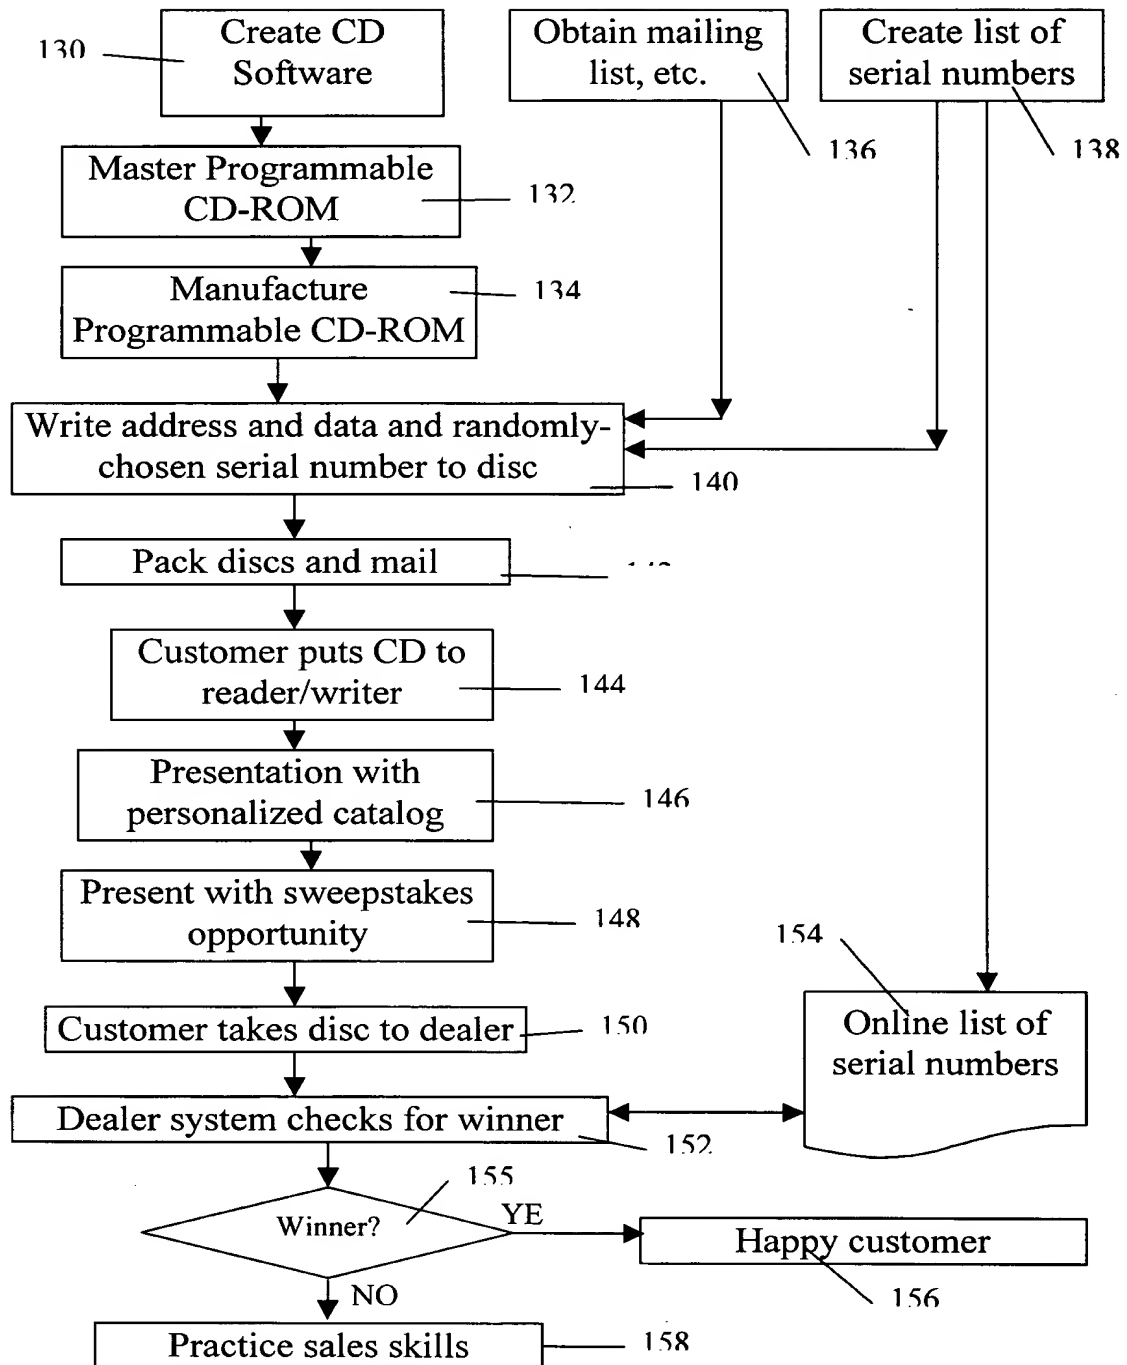 Create CD
Software
130
Obtain mailing
list, etc.
136
Create list of
serial numbers
138
Master Programmable
CD-ROM
132
Manufacture
Programmable CD-ROM
134
Write address and data and randomly-
chosen serial number to disc
140
Pack discs and mail
Customer puts CD to
reader/writer
144
Presentation with
personalized catalog
146
Present with sweepstakes
opportunity
148
154
Online list of
serial numbers
Customer takes disc to dealer
150
Dealer system checks for winner
152
155
Winner?
YE
Happy customer
156
NO
Practice sales skills
158